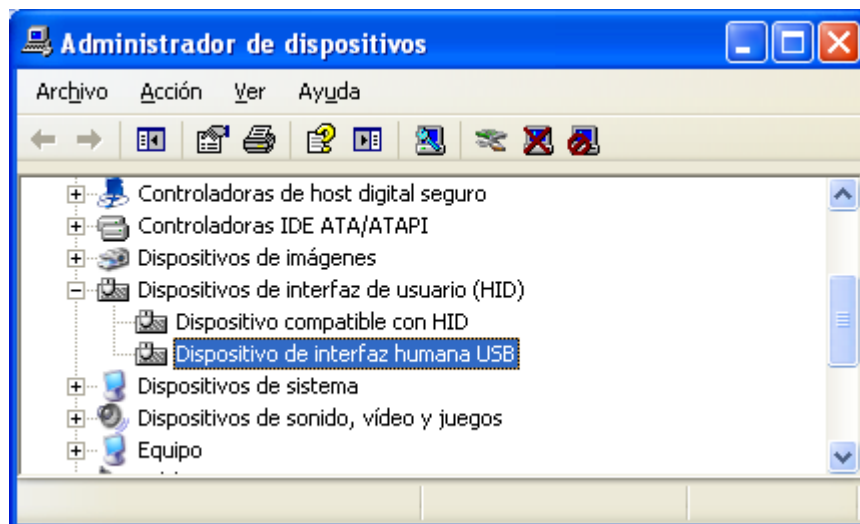 Administrador de dispositivos
Archivo Acción Ver Ayuda
Controladoras de host digital seguro
Controladoras IDE ATA/ATAPI
Dispositivos de imágenes
Dispositivos de interfaz de usuario (HID)
Dispositivo compatible con HID
Dispositivo de interfaz humana USB
Dispositivos de sistema
Dispositivos de sonido, vídeo y juegos
Equipo